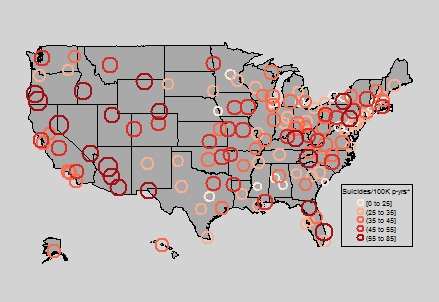 Suicides/100K p-yrs*
[0 to 25]
(25 to 35]
(35 to 45]
(45 to 55]
(55 to 85]